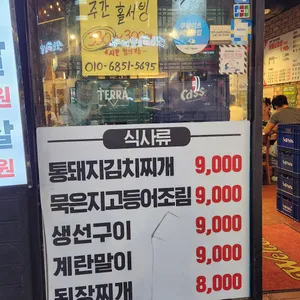 주간 홀서빙
010-6851-5695
TERRA
Cass
식사류
통돼지김치찌개 9,000
묵은지고등어조림 9,000
생선구이 9,000
계란말이 9,000
된장찌개 8,000
원